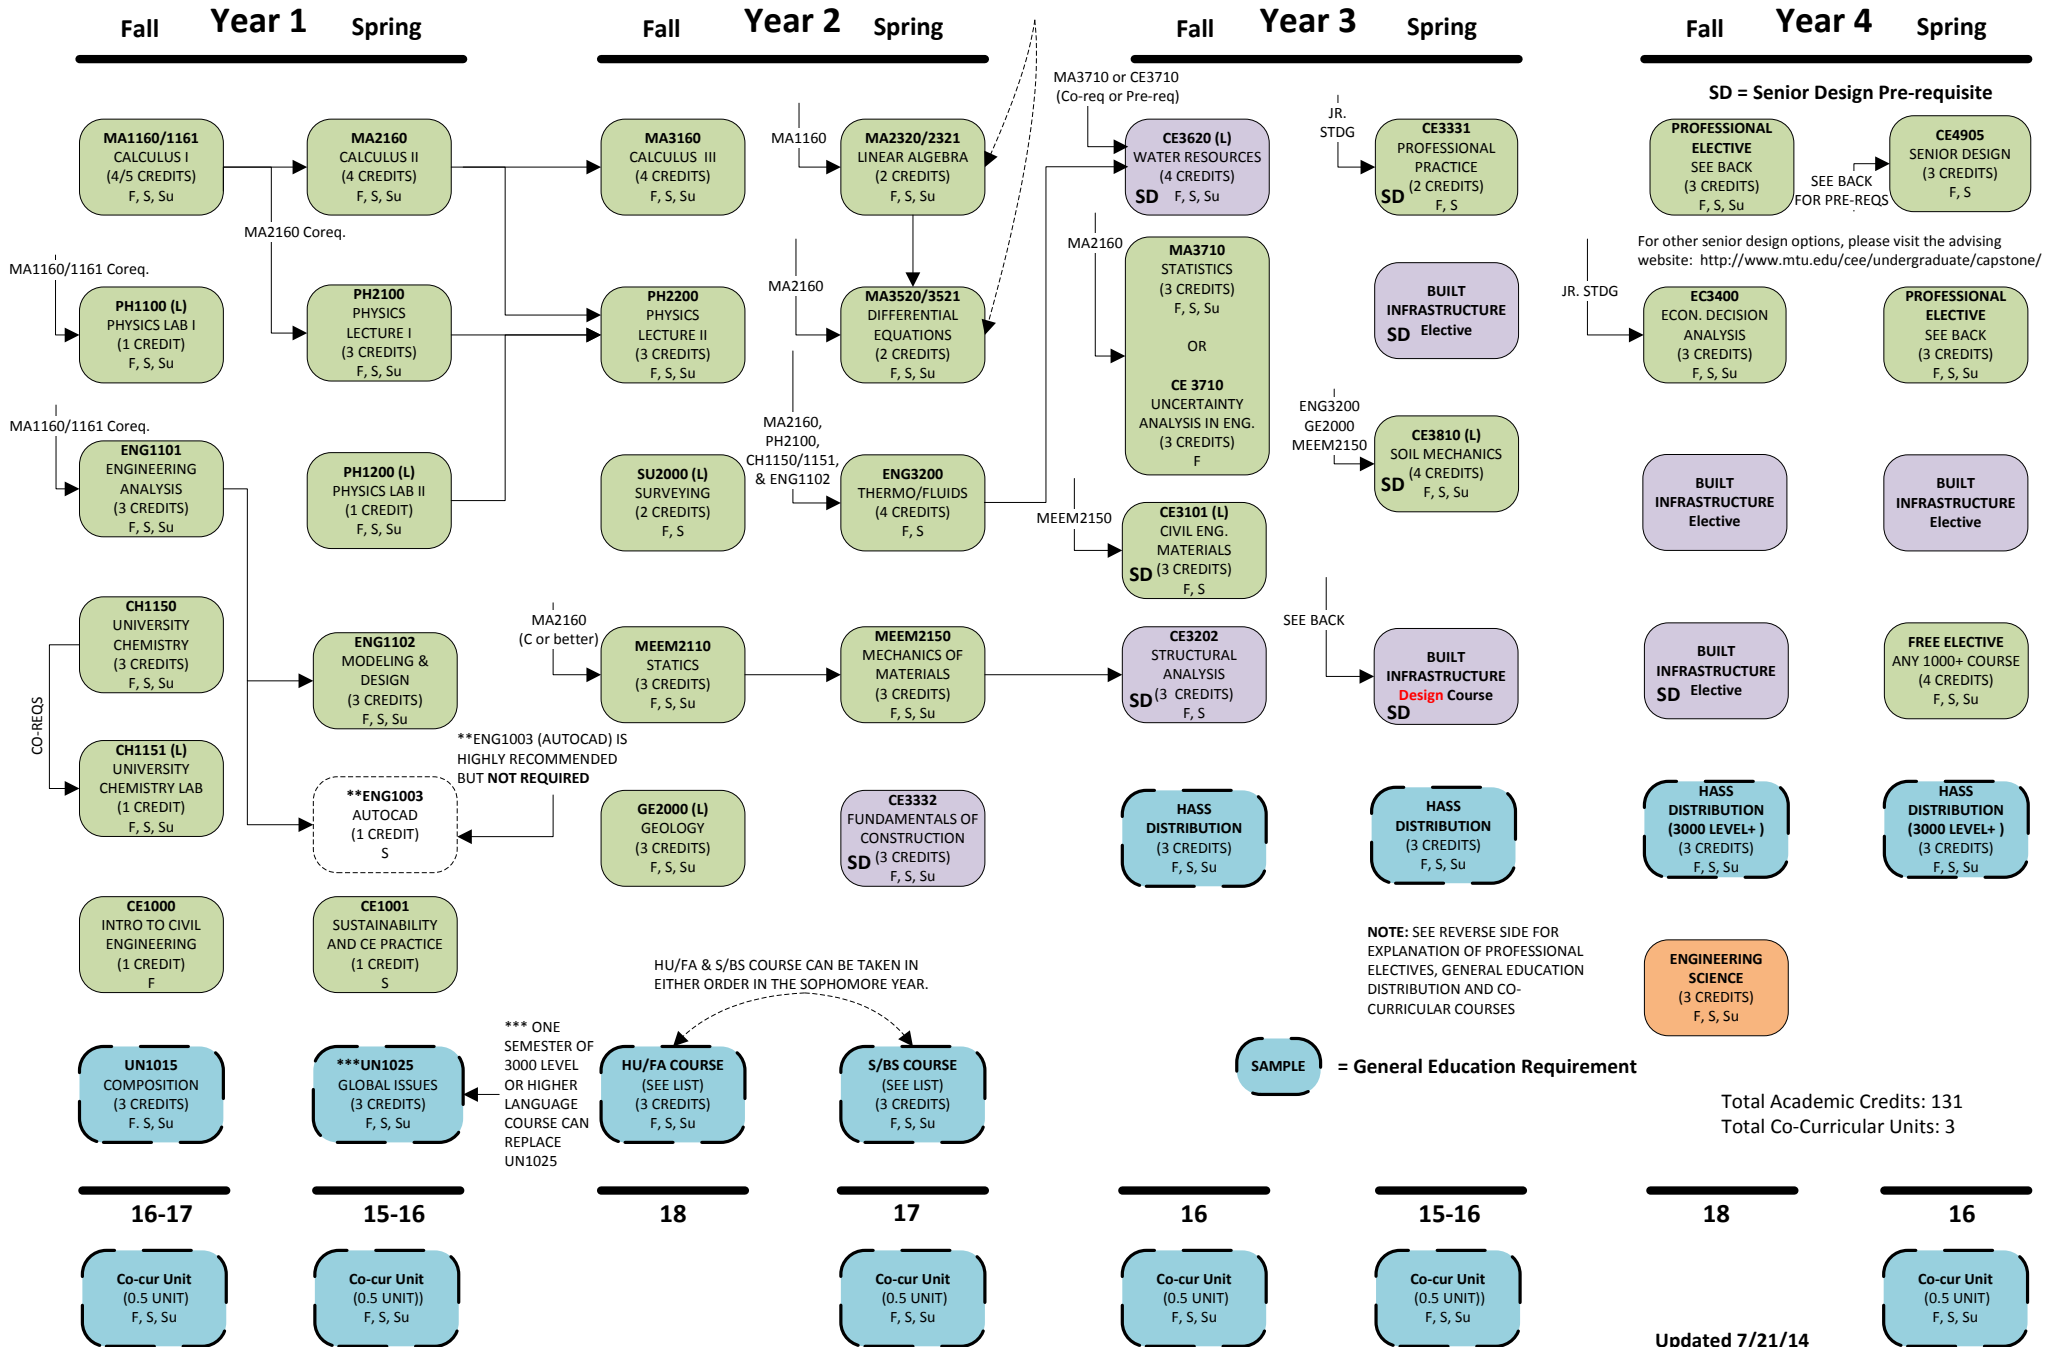 Fall
Year 1
Spring
Fall
Year 2
Spring
Fall
Year 3
Spring
Fall
Year 4
Spring
MA1160/1161
CALCULUS I
(4/5 CREDITS)
F, S, Su
MA1160/1161 Coreq.
PH1100 (L)
PHYSICS LAB I
(1 CREDIT)
F, S, Su
MA1160/1161 Coreq.
ENG1101
ENGINEERING
ANALYSIS
(3 CREDITS)
F, S, Su
CH1150
UNIVERSITY
CHEMISTRY
(3 CREDITS)
F, S, Su
CO-REQS
CH1151 (L)
UNIVERSITY
CHEMISTRY LAB
(1 CREDIT)
F, S, Su
CE1000
INTRO TO CIVIL
ENGINEERING
(1 CREDIT)
F
UN1015
COMPOSITION
(3 CREDITS)
F. S, Su
16-17
Co-cur Unit
(0.5 UNIT)
F, S, Su
MA2160
CALCULUS II
(4 CREDITS)
F, S, Su
MA2160 Coreq.
PH2100
PHYSICS
LECTURE I
(3 CREDITS)
F, S, Su
PH1200 (L)
PHYSICS LAB II
(1 CREDIT)
F, S, Su
ENG1102
MODELING &
DESIGN
(3 CREDITS)
F, S, Su
**ENG1003 (AUTOCAD) IS
HIGHLY RECOMMENDED
BUT NOT REQUIRED
**ENG1003
AUTOCAD
(1 CREDIT)
S
CE1001
SUSTAINABILITY
AND CE PRACTICE
(1 CREDIT)
S
***UN1025
GLOBAL ISSUES
(3 CREDITS)
F, S, Su
*** ONE
SEMESTER OF
3000 LEVEL
OR HIGHER
LANGUAGE
COURSE CAN
REPLACE
UN1025
15-16
Co-cur Unit
(0.5 UNIT))
F, S, Su
MA3160
CALCULUS III
(4 CREDITS)
F, S, Su
PH2200
PHYSICS
LECTURE II
(3 CREDITS)
F, S, Su
SU2000 (L)
SURVEYING
(2 CREDITS)
F, S
MA2160
(C or better)
MEEM2110
STATICS
(3 CREDITS)
F, S, Su
GE2000 (L)
GEOLOGY
(3 CREDITS)
F, S, Su
HU/FA & S/BS COURSE CAN BE TAKEN IN
EITHER ORDER IN THE SOPHOMORE YEAR.
HU/FA COURSE
(SEE LIST)
(3 CREDITS)
F, S, Su
18
MA1160
MA2320/2321
LINEAR ALGEBRA
(2 CREDITS)
F, S, Su
MA2160
MA3520/3521
DIFFERENTIAL
EQUATIONS
(2 CREDITS)
F, S, Su
MA2160,
PH2100,
CH1150/1151,
& ENG1102
ENG3200
THERMO/FLUIDS
(4 CREDITS)
F, S
MEEM2150
MECHANICS OF
MATERIALS
(3 CREDITS)
F, S, Su
CE3332
FUNDAMENTALS OF
CONSTRUCTION
SD (3 CREDITS)
F, S, Su
S/BS COURSE
(SEE LIST)
(3 CREDITS)
F, S, Su
17
Co-cur Unit
(0.5 UNIT)
F, S, Su
MA3710 or CE3710
(Co-req or Pre-req)
CE3620 (L)
WATER RESOURCES
(4 CREDITS)
SD F, S, Su
MA2160
MA3710
STATISTICS
(3 CREDITS)
F, S, Su
OR
CE 3710
UNCERTAINTY
ANALYSIS IN ENG.
(3 CREDITS)
F
MEEM2150
CE3101 (L)
CIVIL ENG.
MATERIALS
SD (3 CREDITS)
F, S
CE3202
STRUCTURAL
ANALYSIS
SD (3 CREDITS)
F, S
HASS
DISTRIBUTION
(3 CREDITS)
F, S, Su
16
Co-cur Unit
(0.5 UNIT)
F, S, Su
JR.
STDG
CE3331
PROFESSIONAL
PRACTICE
SD (2 CREDITS)
F, S
BUILT
INFRASTRUCTURE
SD Elective
ENG3200
GE2000
MEEM2150
CE3810 (L)
SOIL MECHANICS
(4 CREDITS)
SD F, S, Su
SEE BACK
BUILT
INFRASTRUCTURE
Design Course
SD
HASS
DISTRIBUTION
(3 CREDITS)
F, S, Su
NOTE: SEE REVERSE SIDE FOR
EXPLANATION OF PROFESSIONAL
ELECTIVES, GENERAL EDUCATION
DISTRIBUTION AND CO-
CURRICULAR COURSES
SAMPLE
= General Education Requirement
15-16
Co-cur Unit
(0.5 UNIT))
F, S, Su
SD = Senior Design Pre-requisite
PROFESSIONAL
ELECTIVE
SEE BACK
(3 CREDITS)
F, S, Su
SEE BACK
FOR PRE-REQS
CE4905
SENIOR DESIGN
(3 CREDITS)
F, S
For other senior design options, please visit the advising
website: http://www.mtu.edu/cee/undergraduate/capstone/
JR. STDG
EC3400
ECON. DECISION
ANALYSIS
(3 CREDITS)
F, S, Su
BUILT
INFRASTRUCTURE
Elective
BUILT
INFRASTRUCTURE
SD Elective
HASS
DISTRIBUTION
(3000 LEVEL+ )
(3 CREDITS)
F, S, Su
ENGINEERING
SCIENCE
(3 CREDITS)
F, S, Su
PROFESSIONAL
ELECTIVE
SEE BACK
(3 CREDITS)
F, S, Su
BUILT
INFRASTRUCTURE
Elective
FREE ELECTIVE
ANY 1000+ COURSE
(4 CREDITS)
F, S, Su
HASS
DISTRIBUTION
(3000 LEVEL+ )
(3 CREDITS)
F, S, Su
Total Academic Credits: 131
Total Co-Curricular Units: 3
18
16
Co-cur Unit
(0.5 UNIT)
F, S, Su
Updated 7/21/14